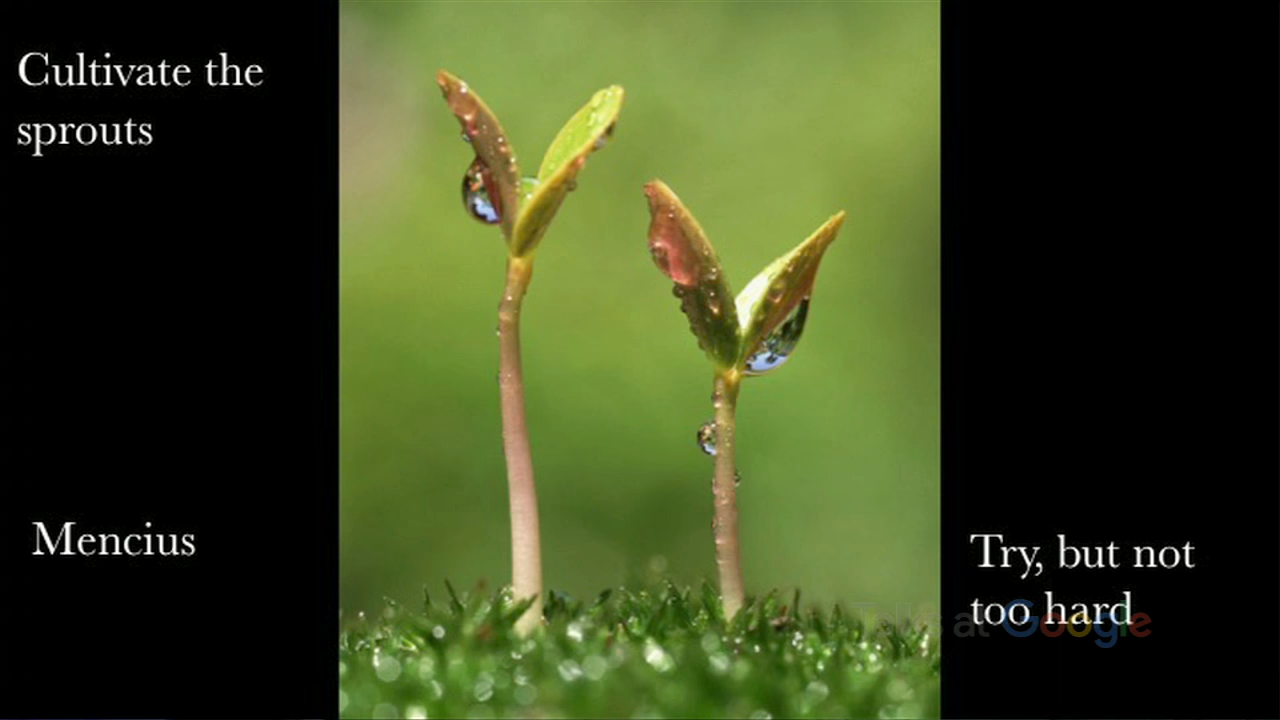 Cultivate the
sprouts
Mencius
Try, but not
too hard
Talks at Google